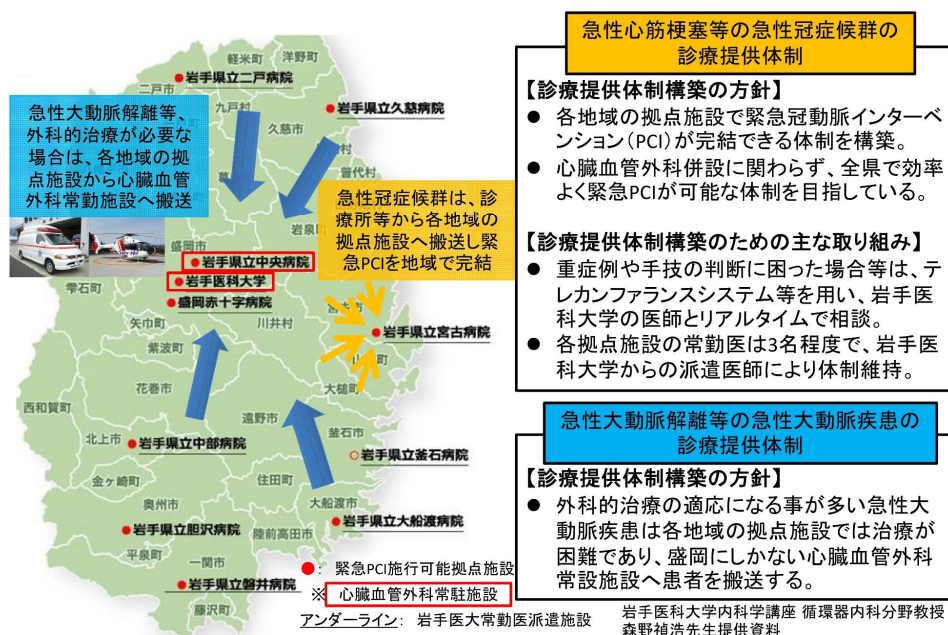 軽米町
洋野町
岩手県立二戸病院
二戸市
九戸村
岩手県立久慈病院
久慈市
普代村
急性大動脈解離等、
外科的治療が必要な
場合は、各地域の拠
点施設から心臓血管
外科常勤施設へ搬送
急性冠症候群は、診
療所等から各地域の
拠点施設へ搬送し緊
急PCIを地域で完結
岩泉町
盛岡市
岩手県立中央病院
岩手医科大学
盛岡赤十字病院
雫石町
矢巾町
川井村
紫波町
岩手県立宮古病院
花巻市
大槌町
西和賀町
遠野市
釜石市
北上市
岩手県立中部病院
岩手県立釜石病院
金ヶ崎町
住田町
奥州市
大船渡市
岩手県立胆沢病院
陸前高田市
岩手県立大船渡病院
平泉町
一関市
岩手県立磐井病院
藤沢町
●: 緊急PCI施行可能拠点施設
※ 心臓血管外科常駐施設
アンダーライン: 岩手医大常勤医派遣施設
急性心筋梗塞等の急性冠症候群の
診療提供体制
【診療提供体制構築の方針】
● 各地域の拠点施設で緊急冠動脈インターベ
ンション(PCI)が完結できる体制を構築。
● 心臓血管外科併設に関わらず、全県で効率
よく緊急PCIが可能な体制を目指している。
【診療提供体制構築のための主な取り組み】
● 重症例や手技の判断に困った場合等は、テ
レカンファランスシステム等を用い、岩手医
科大学の医師とリアルタイムで相談。
● 各拠点施設の常勤医は3名程度で、岩手医
科大学からの派遣医師により体制維持。
急性大動脈解離等の急性大動脈疾患の
診療提供体制
【診療提供体制構築の方針】
● 外科的治療の適応になる事が多い急性大
動脈疾患は各地域の拠点施設では治療が
困難であり、盛岡にしかない心臓血管外科
常設施設へ患者を搬送する。
岩手医科大学内科学講座 循環器内科分野教授
森野禎浩先生提供資料